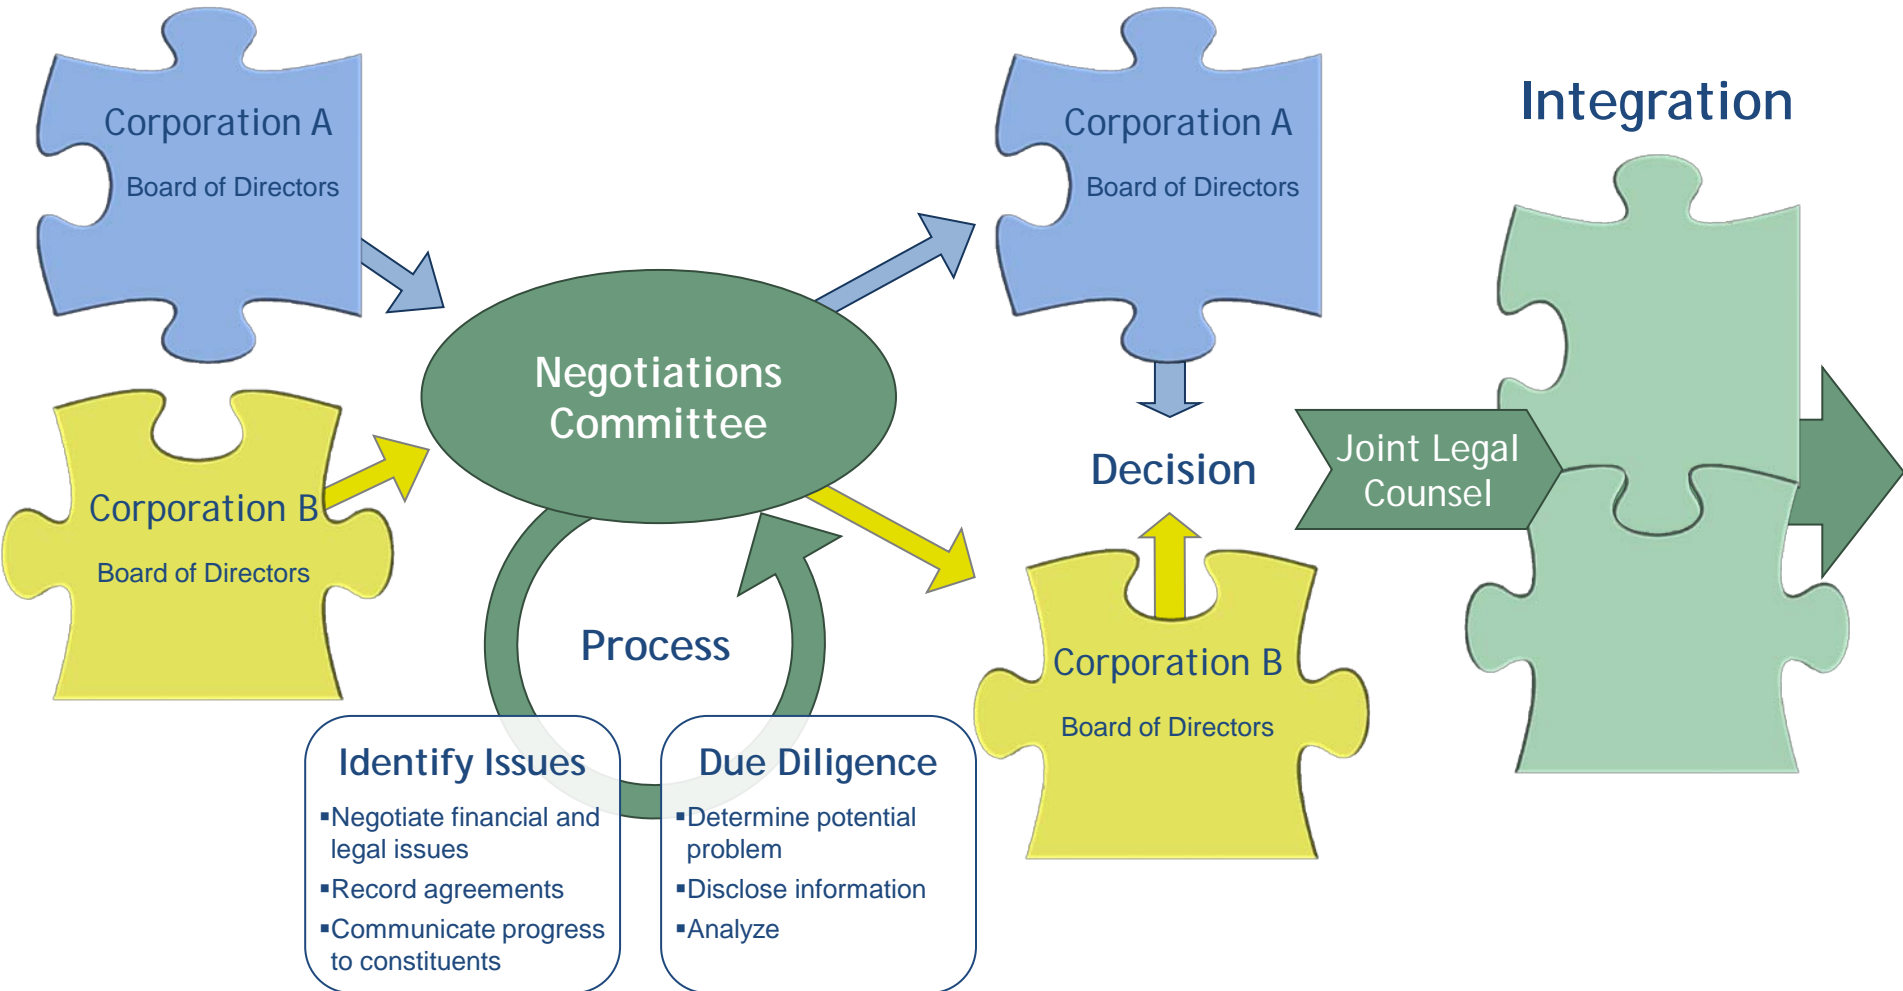 Corporation A
Board of Directors
Corporation B
Board of Directors
Negotiations
Committee
Process
Identify Issues
▪Negotiate financial and
legal issues
▪Record agreements
▪Communicate progress
to constituents
Due Diligence
▪Determine potential
problem
▪Disclose information
▪Analyze
Corporation A
Board of Directors
Decision
Corporation B
Board of Directors
Integration
Joint Legal
Counsel